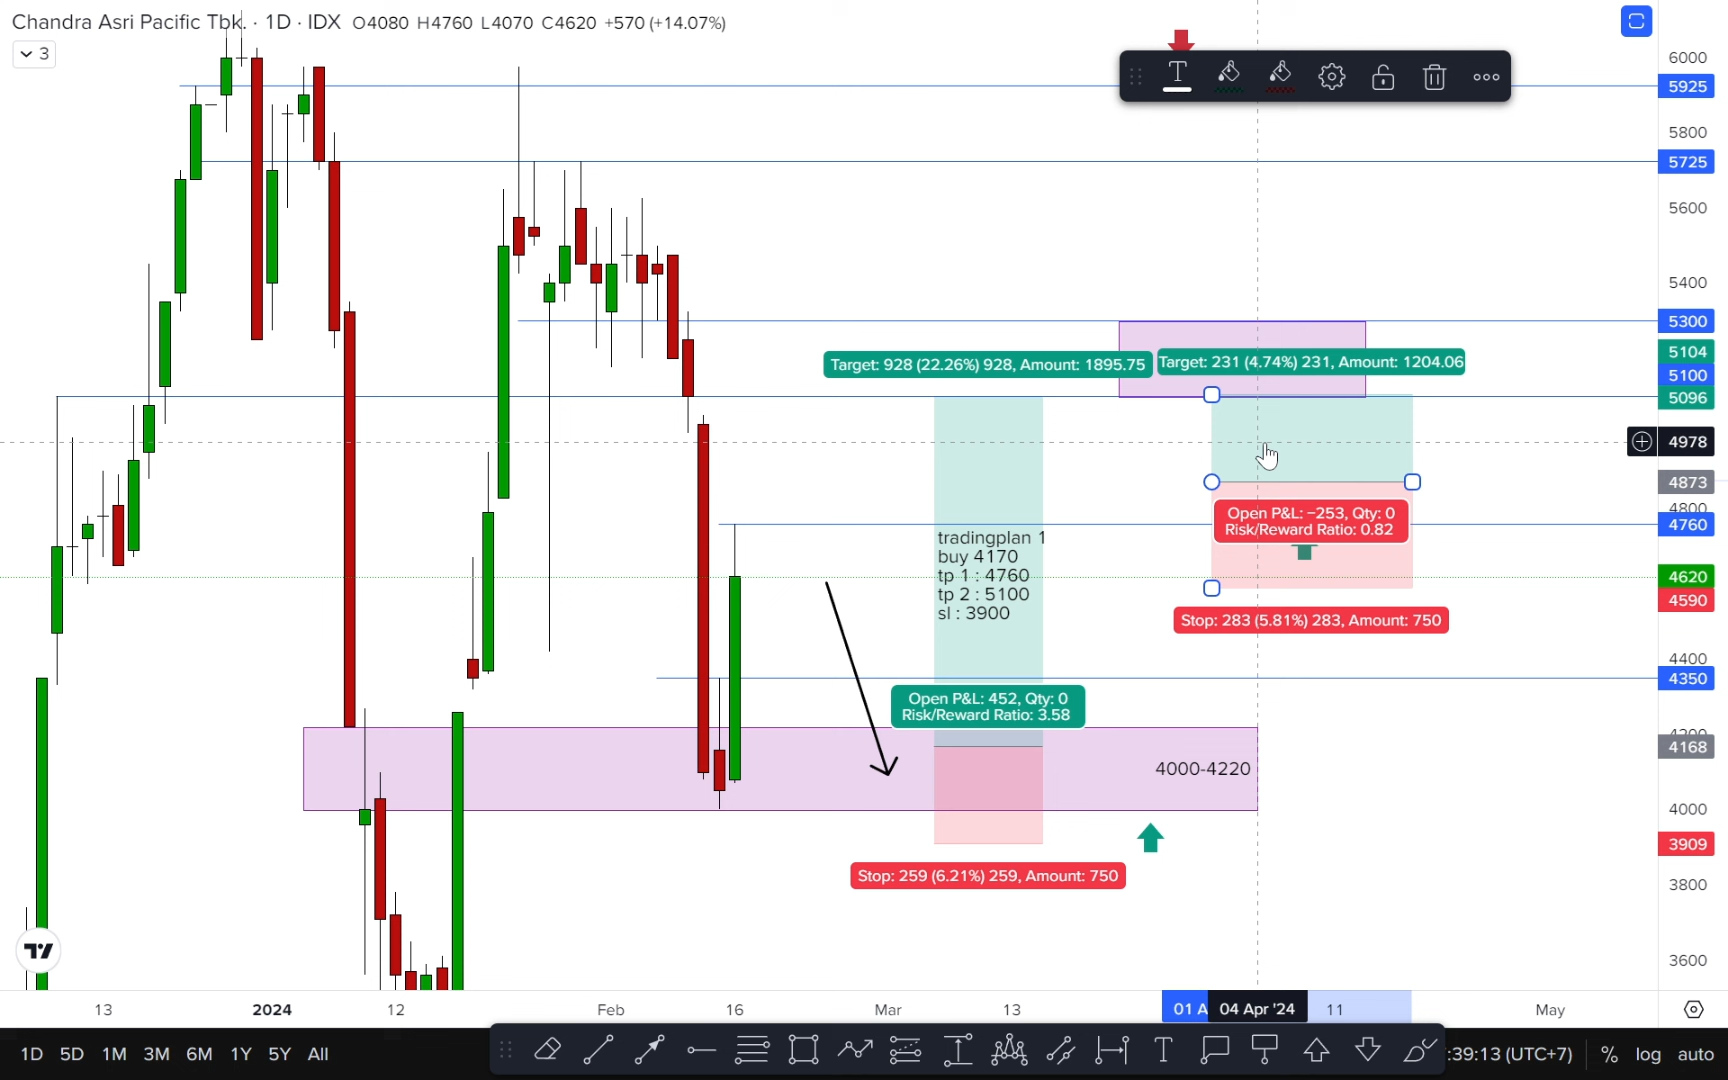 Chandra Asri Pacific Tbk. · 1D · IDX O4080 H4760 L4070 C4620 +570 (+14.07%)
3
T
6000
5925
5800
5725
5600
5400
5300
5104
5100
5096
4978
4873
4800
4760
4620
4590
4400
4350
4200
4168
4000
3909
3800
3600
Target: 928 (22.26%) 928, Amount: 1895.75
Target: 231 (4.74%) 231, Amount: 1204.06
Open P&L: −253, Qty: 0
Risk/Reward Ratio: 0.82
Stop: 283 (5.81%) 283, Amount: 750
tradingplan 1
buy 4170
tp 1 : 4760
tp 2 : 5100
sl : 3900
Open P&L: 452, Qty: 0
Risk/Reward Ratio: 3.58
4000-4220
Stop: 259 (6.21%) 259, Amount: 750
13 2024 12 Feb 16 Mar 13 01 A 04 Apr '24 11 May
1D 5D 1M 3M 6M 1Y 5Y All T :39:13 (UTC+7) % log auto